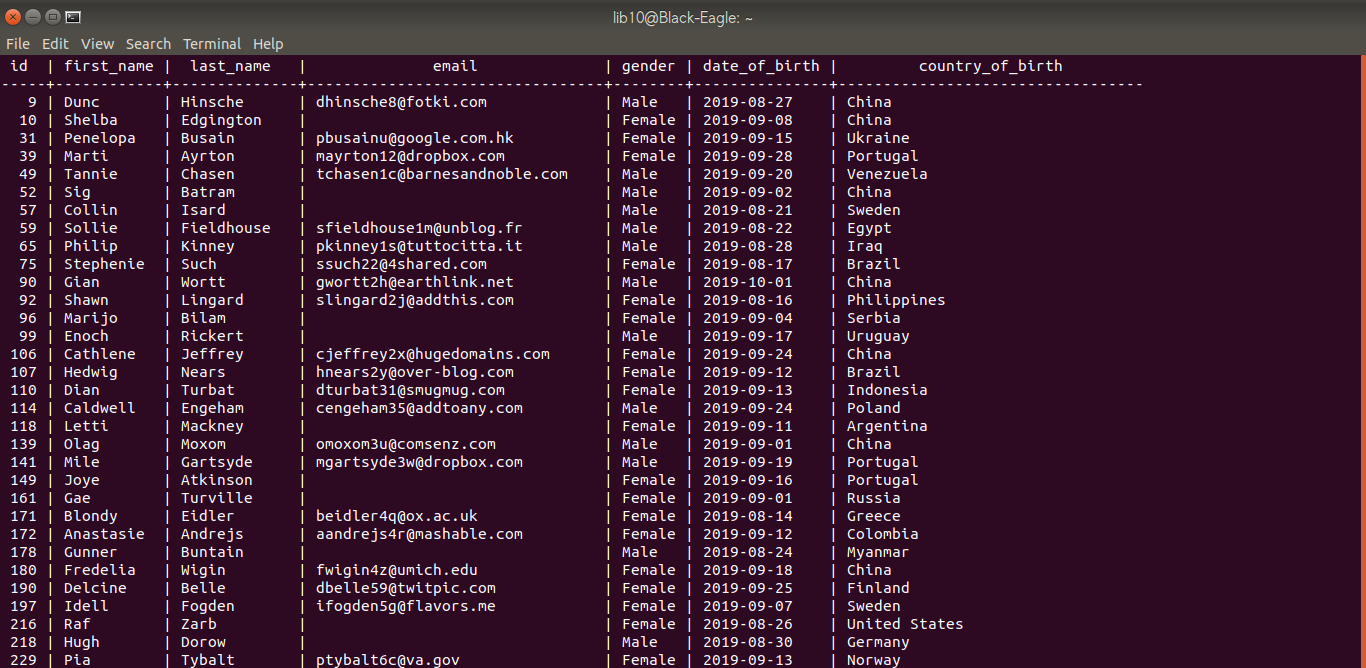 lib10@Black-Eagle: ~
File Edit View Search Terminal Help
 id  | first_name |  last_name   |              email               | gender | date_of_birth |         country_of_birth
-----+------------+--------------+----------------------------------+--------+---------------+----------------------------------
   9 | Dunc       | Hinsche      | dhinsche8@fotki.com              | Male   | 2019-08-27    | China
  10 | Shelba     | Edgington    |                                  | Female | 2019-09-08    | China
  31 | Penelopa   | Busain       | pbusainu@google.com.hk           | Female | 2019-09-15    | Ukraine
  39 | Marti      | Ayrton       | mayrton12@dropbox.com            | Female | 2019-09-28    | Portugal
  49 | Tannie     | Chasen       | tchasen1c@barnesandnoble.com     | Male   | 2019-09-20    | Venezuela
  52 | Sig        | Batram       |                                  | Male   | 2019-09-02    | China
  57 | Collin     | Isard        |                                  | Male   | 2019-08-21    | Sweden
  59 | Sollie     | Fieldhouse   | sfieldhouse1m@unblog.fr          | Male   | 2019-08-22    | Egypt
  65 | Philip     | Kinney       | pkinney1s@tuttocitta.it          | Male   | 2019-08-28    | Iraq
  75 | Stephenie  | Such         | ssuch22@4shared.com              | Female | 2019-08-17    | Brazil
  90 | Gian       | Wortt        | gwortt2h@earthlink.net           | Male   | 2019-10-01    | China
  92 | Shawn      | Lingard      | slingard2j@addthis.com           | Female | 2019-08-16    | Philippines
  96 | Marijo     | Bilam        |                                  | Female | 2019-09-04    | Serbia
  99 | Enoch      | Rickert      |                                  | Male   | 2019-09-17    | Uruguay
 106 | Cathlene   | Jeffrey      | cjeffrey2x@hugedomains.com       | Female | 2019-09-24    | China
 107 | Hedwig     | Nears        | hnears2y@over-blog.com           | Female | 2019-09-12    | Brazil
 110 | Dian       | Turbat       | dturbat31@smugmug.com            | Female | 2019-09-13    | Indonesia
 114 | Caldwell   | Engeham      | cengeham35@addtoany.com          | Male   | 2019-09-24    | Poland
 118 | Letti      | Mackney      |                                  | Female | 2019-09-11    | Argentina
 139 | Olag       | Moxom        | omoxom3u@comsenz.com             | Male   | 2019-09-01    | China
 141 | Mile       | Gartsyde     | mgartsyde3w@dropbox.com          | Male   | 2019-09-19    | Portugal
 149 | Joye       | Atkinson     |                                  | Female | 2019-09-16    | Portugal
 161 | Gae        | Turville     |                                  | Female | 2019-09-01    | Russia
 171 | Blondy     | Eidler       | beidler4q@ox.ac.uk               | Female | 2019-08-14    | Greece
 172 | Anastasie  | Andrejs      | aandrejs4r@mashable.com          | Female | 2019-09-12    | Colombia
 178 | Gunner     | Buntain      |                                  | Male   | 2019-08-24    | Myanmar
 180 | Fredelia   | Wigin        | fwigin4z@umich.edu               | Female | 2019-09-18    | China
 190 | Delcine    | Belle        | dbelle59@twitpic.com             | Female | 2019-09-25    | Finland
 197 | Idell      | Fogden       | ifogden5g@flavors.me             | Female | 2019-09-07    | Sweden
 216 | Raf        | Zarb         |                                  | Female | 2019-08-26    | United States
 218 | Hugh       | Dorow        |                                  | Male   | 2019-08-30    | Germany
 229 | Pia        | Tybalt       | ptybalt6c@va.gov                 | Female | 2019-09-13    | Norway